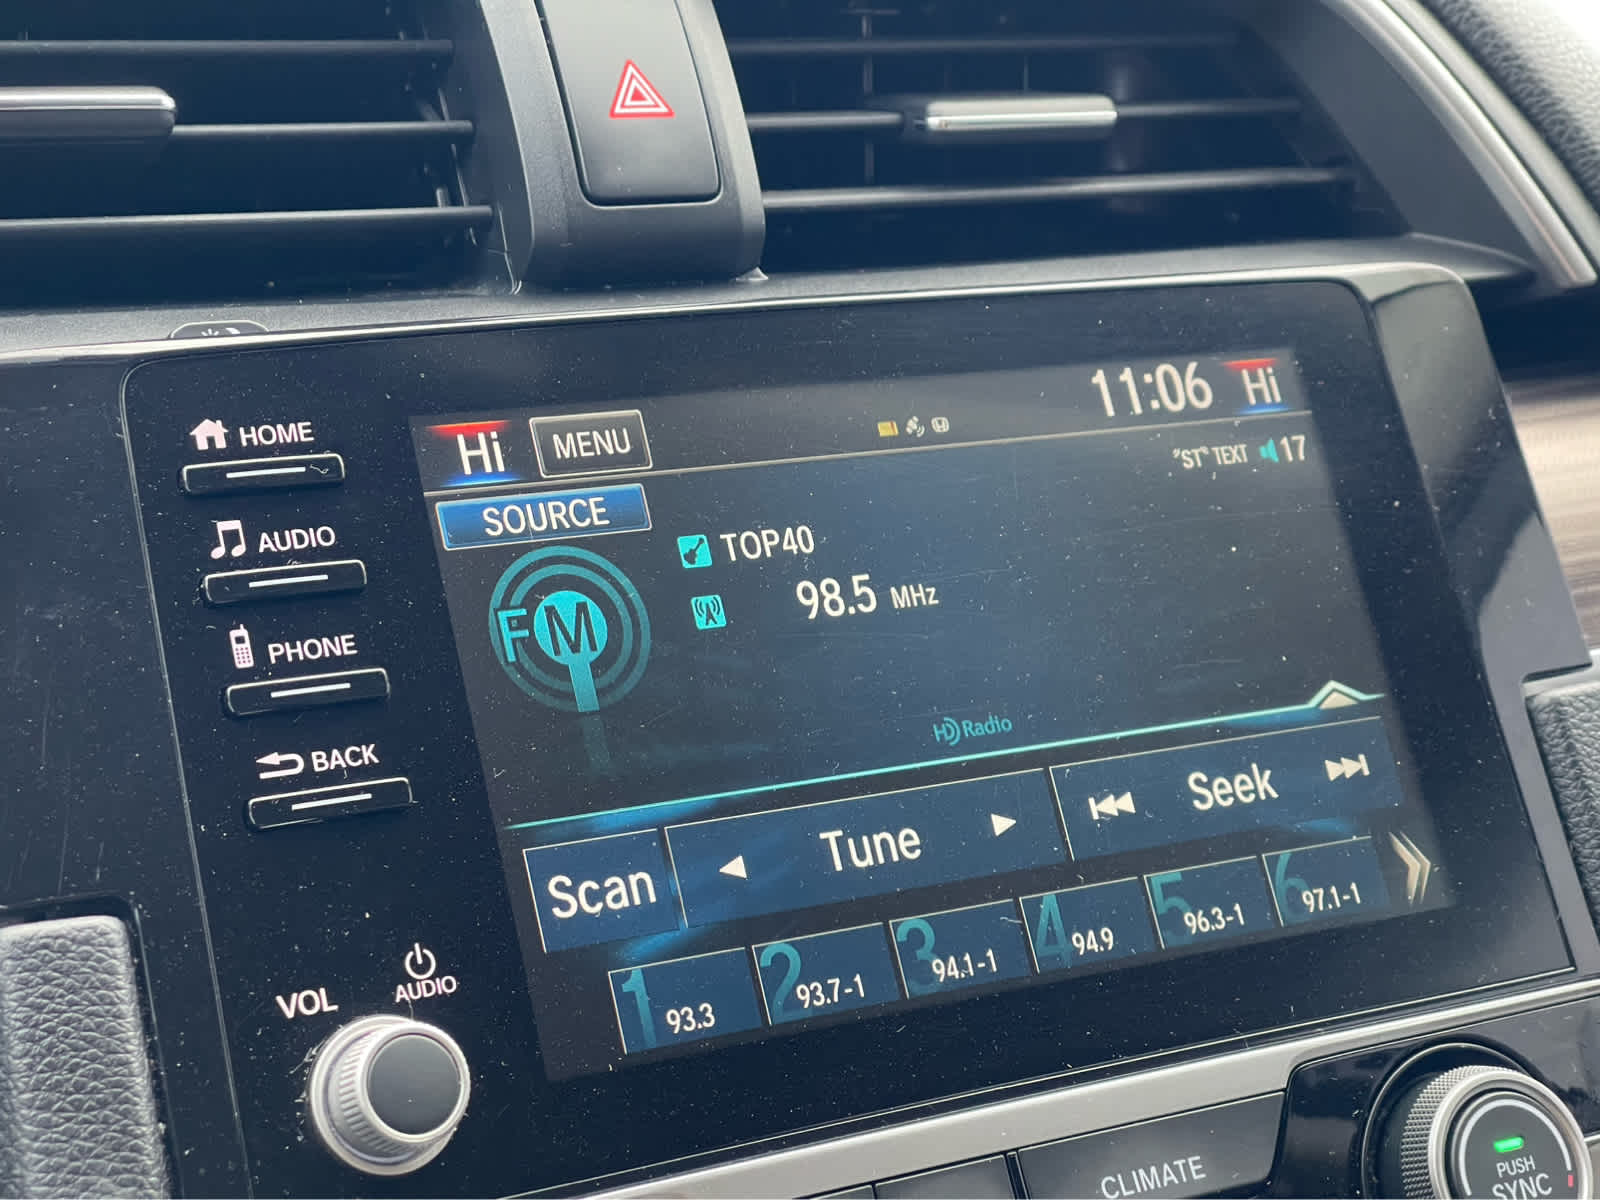 HOME
AUDIO
PHONE
BACK
VOL
AUDIO
Hi
MENU
11:06
Hi
SOURCE
"ST" TEXT
17
FM
TOP40
98.5 MHz
HD Radio
Scan
Tune
Seek
1 93.3
2 93.7-1
3 94.1-1
4 94.9
5 96.3-1
6 97.1-1
CLIMATE
PUSH
SYNC